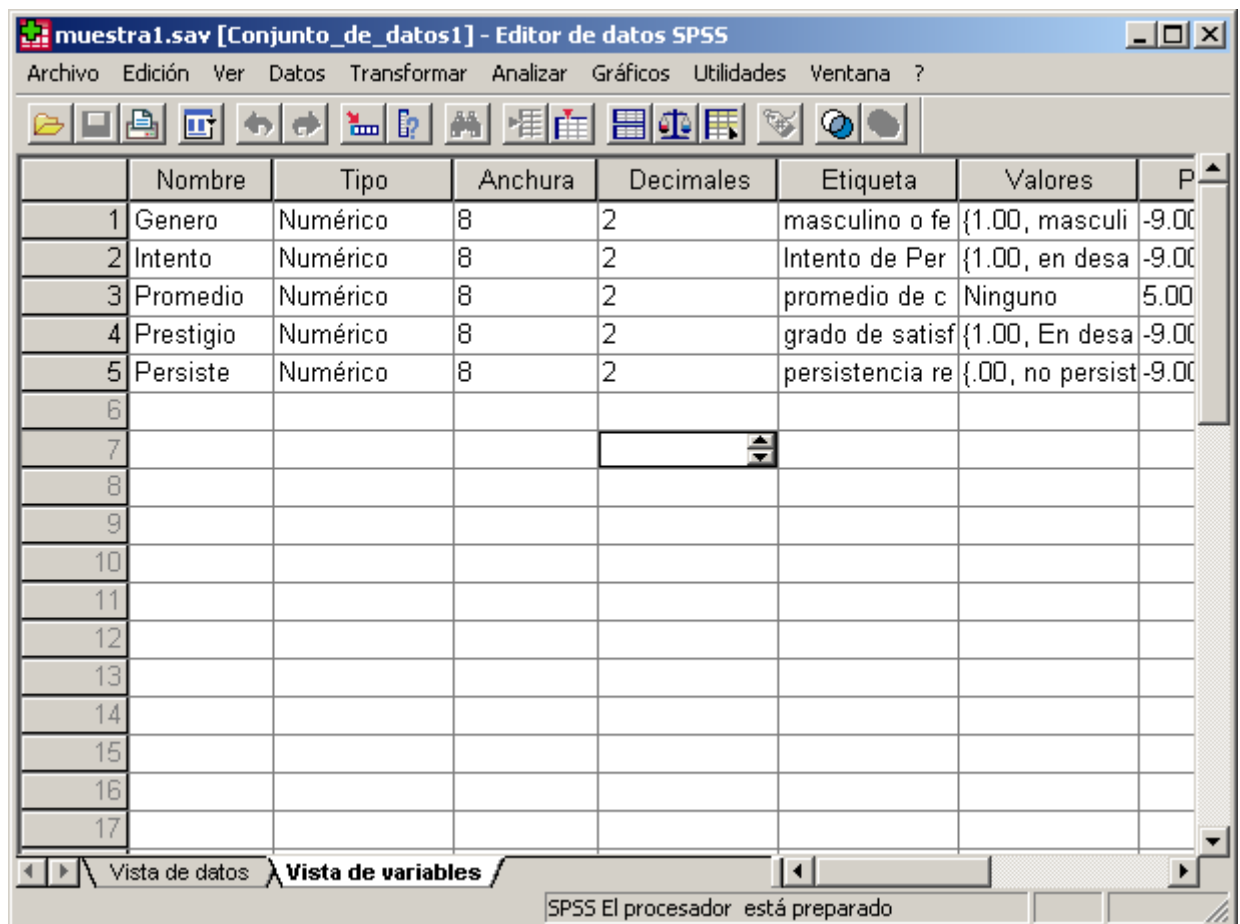 muestra1.sav [Conjunto_de_datos1] - Editor de datos SPSS
Archivo Edición Ver Datos Transformar Analizar Gráficos Utilidades Ventana ?
Nombre Tipo Anchura Decimales Etiqueta Valores P
1 Genero Numérico 8 2 masculino o fe {1.00, masculi -9.00
2 Intento Numérico 8 2 Intento de Per {1.00, en desa -9.00
3 Promedio Numérico 8 2 promedio de c Ninguno 5.00
4 Prestigio Numérico 8 2 grado de satisf {1.00, En desa -9.00
5 Persiste Numérico 8 2 persistencia re {.00, no persist -9.00
6
7
8
9
10
11
12
13
14
15
16
17
Vista de datos Vista de variables
SPSS El procesador está preparado